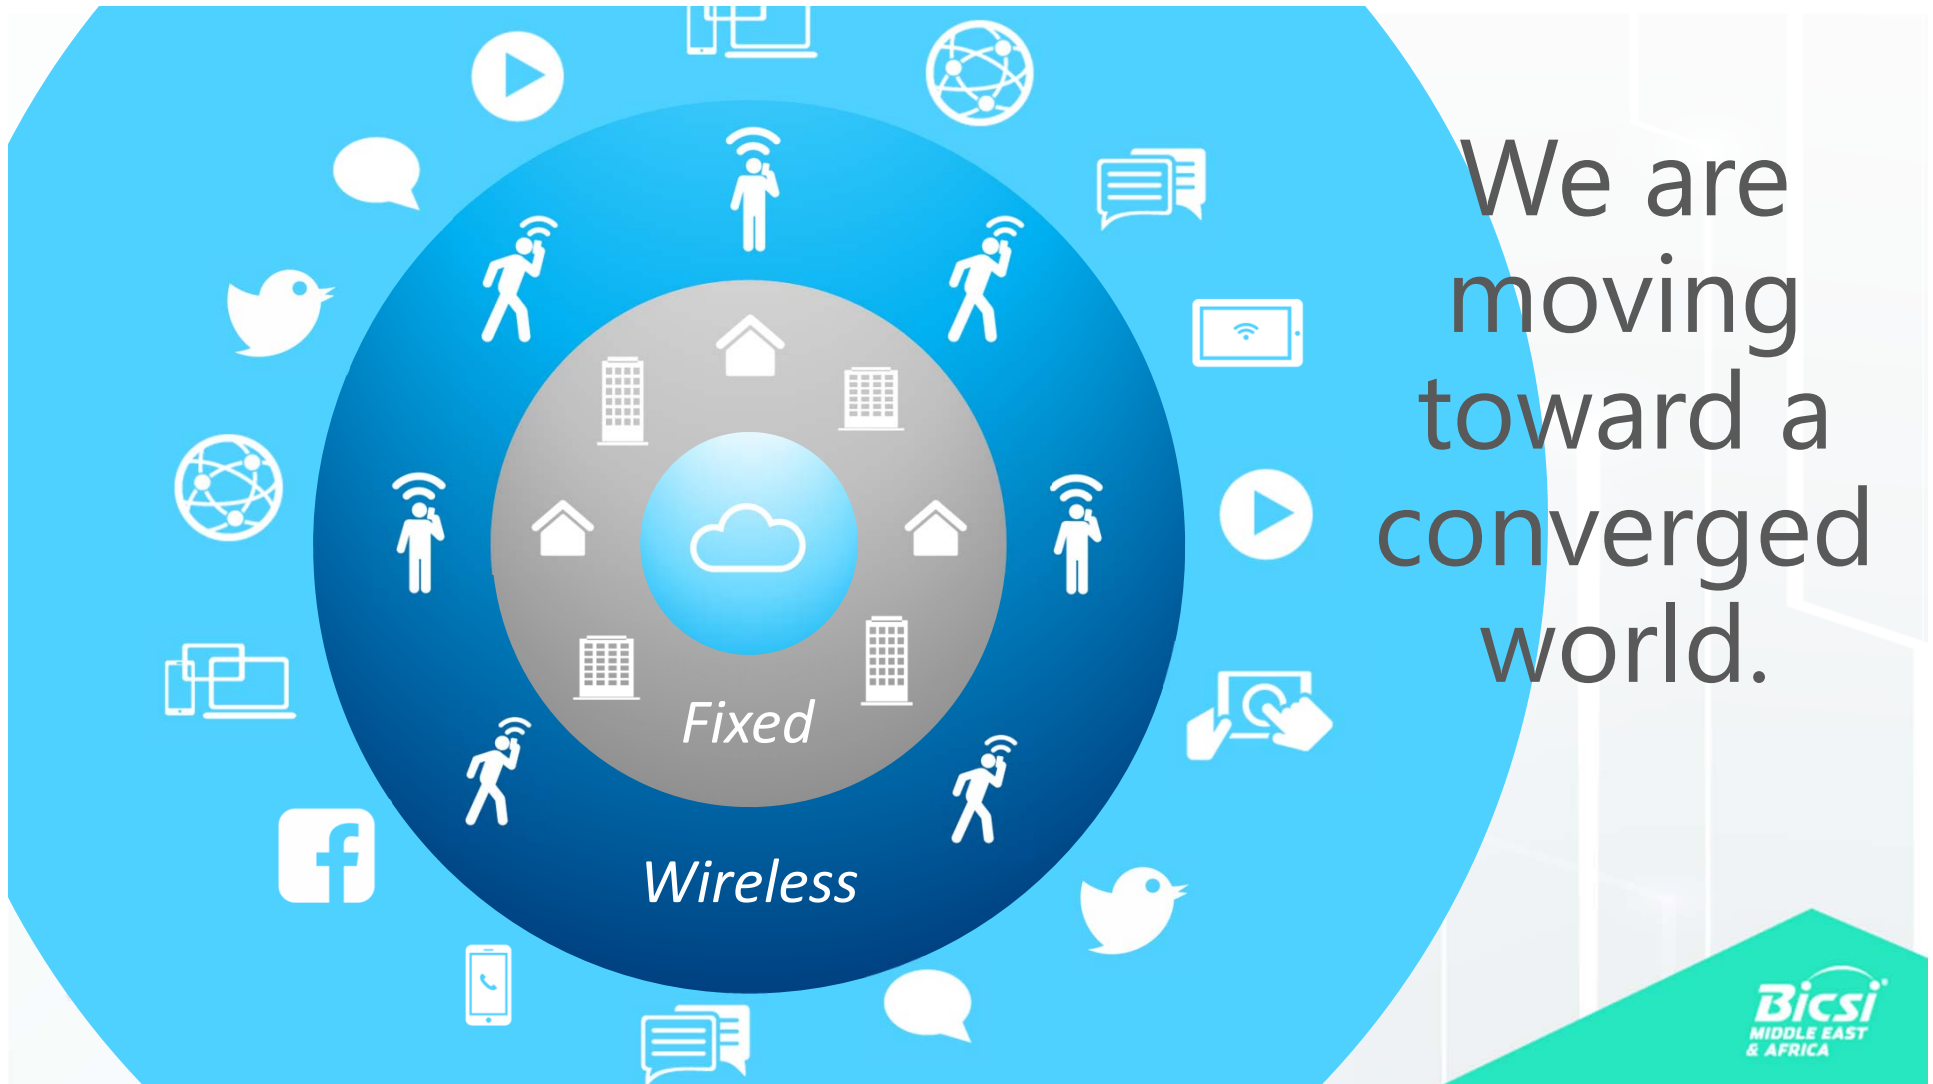 We are
moving
toward a
converged
world.
Fixed
Wireless
Bicsi®
MIDDLE EAST
& AFRICA